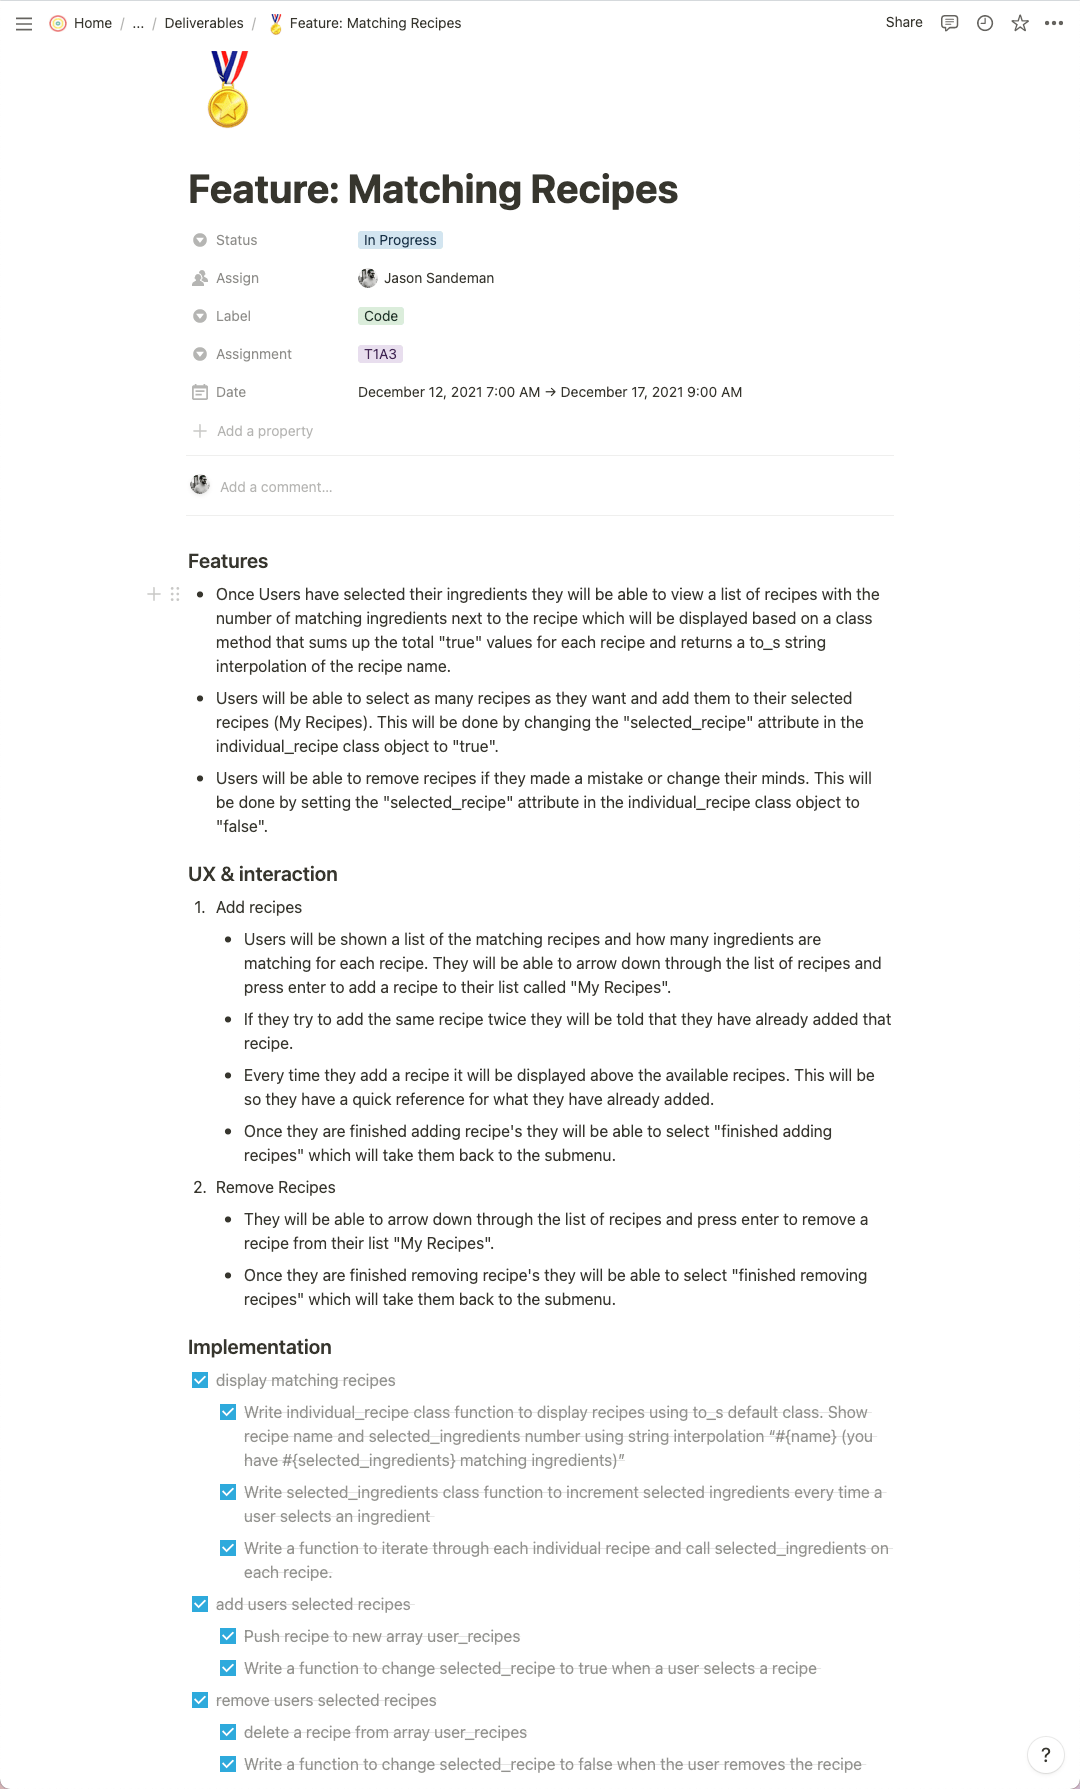 Home / ... / Deliverables / Feature: Matching Recipes Share
Feature: Matching Recipes
Status In Progress
Assign Jason Sandeman
Label Code
Assignment T1A3
Date December 12, 2021 7:00 AM → December 17, 2021 9:00 AM
Add a property
Add a comment...
Features
• Once Users have selected their ingredients they will be able to view a list of recipes with the
number of matching ingredients next to the recipe which will be displayed based on a class
method that sums up the total "true" values for each recipe and returns a to_s string
interpolation of the recipe name.
• Users will be able to select as many recipes as they want and add them to their selected
recipes (My Recipes). This will be done by changing the "selected_recipe" attribute in the
individual_recipe class object to "true".
• Users will be able to remove recipes if they made a mistake or change their minds. This will
be done by setting the "selected_recipe" attribute in the individual_recipe class object to
"false".
UX & interaction
1. Add recipes
• Users will be shown a list of the matching recipes and how many ingredients are
matching for each recipe. They will be able to arrow down through the list of recipes and
press enter to add a recipe to their list called "My Recipes".
• If they try to add the same recipe twice they will be told that they have already added that
recipe.
• Every time they add a recipe it will be displayed above the available recipes. This will be
so they have a quick reference for what they have already added.
• Once they are finished adding recipe's they will be able to select "finished adding
recipes" which will take them back to the submenu.
2. Remove Recipes
• They will be able to arrow down through the list of recipes and press enter to remove a
recipe from their list "My Recipes".
• Once they are finished removing recipe's they will be able to select "finished removing
recipes" which will take them back to the submenu.
Implementation
display matching recipes
Write individual_recipe class function to display recipes using to_s default class. Show
recipe name and selected_ingredients number using string interpolation “#{name} (you
have #{selected_ingredients} matching ingredients)”
Write selected_ingredients class function to increment selected ingredients every time a
user selects an ingredient
Write a function to iterate through each individual recipe and call selected_ingredients on
each recipe.
add users selected recipes
Push recipe to new array user_recipes
Write a function to change selected_recipe to true when a user selects a recipe
remove users selected recipes
delete a recipe from array user_recipes
Write a function to change selected_recipe to false when the user removes the recipe
?